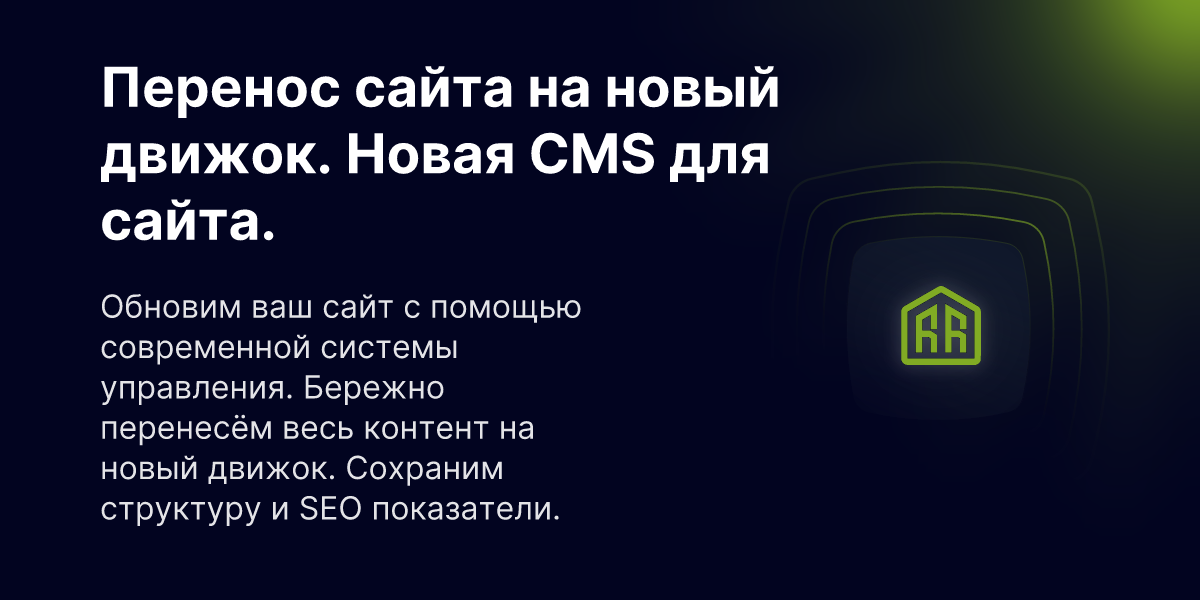 Перенос сайта на новый
движок. Новая CMS для
сайта.
Обновим ваш сайт с помощью
современной системы
управления. Бережно
перенесём весь контент на
новый движок. Сохраним
структуру и SEO показатели.
RR